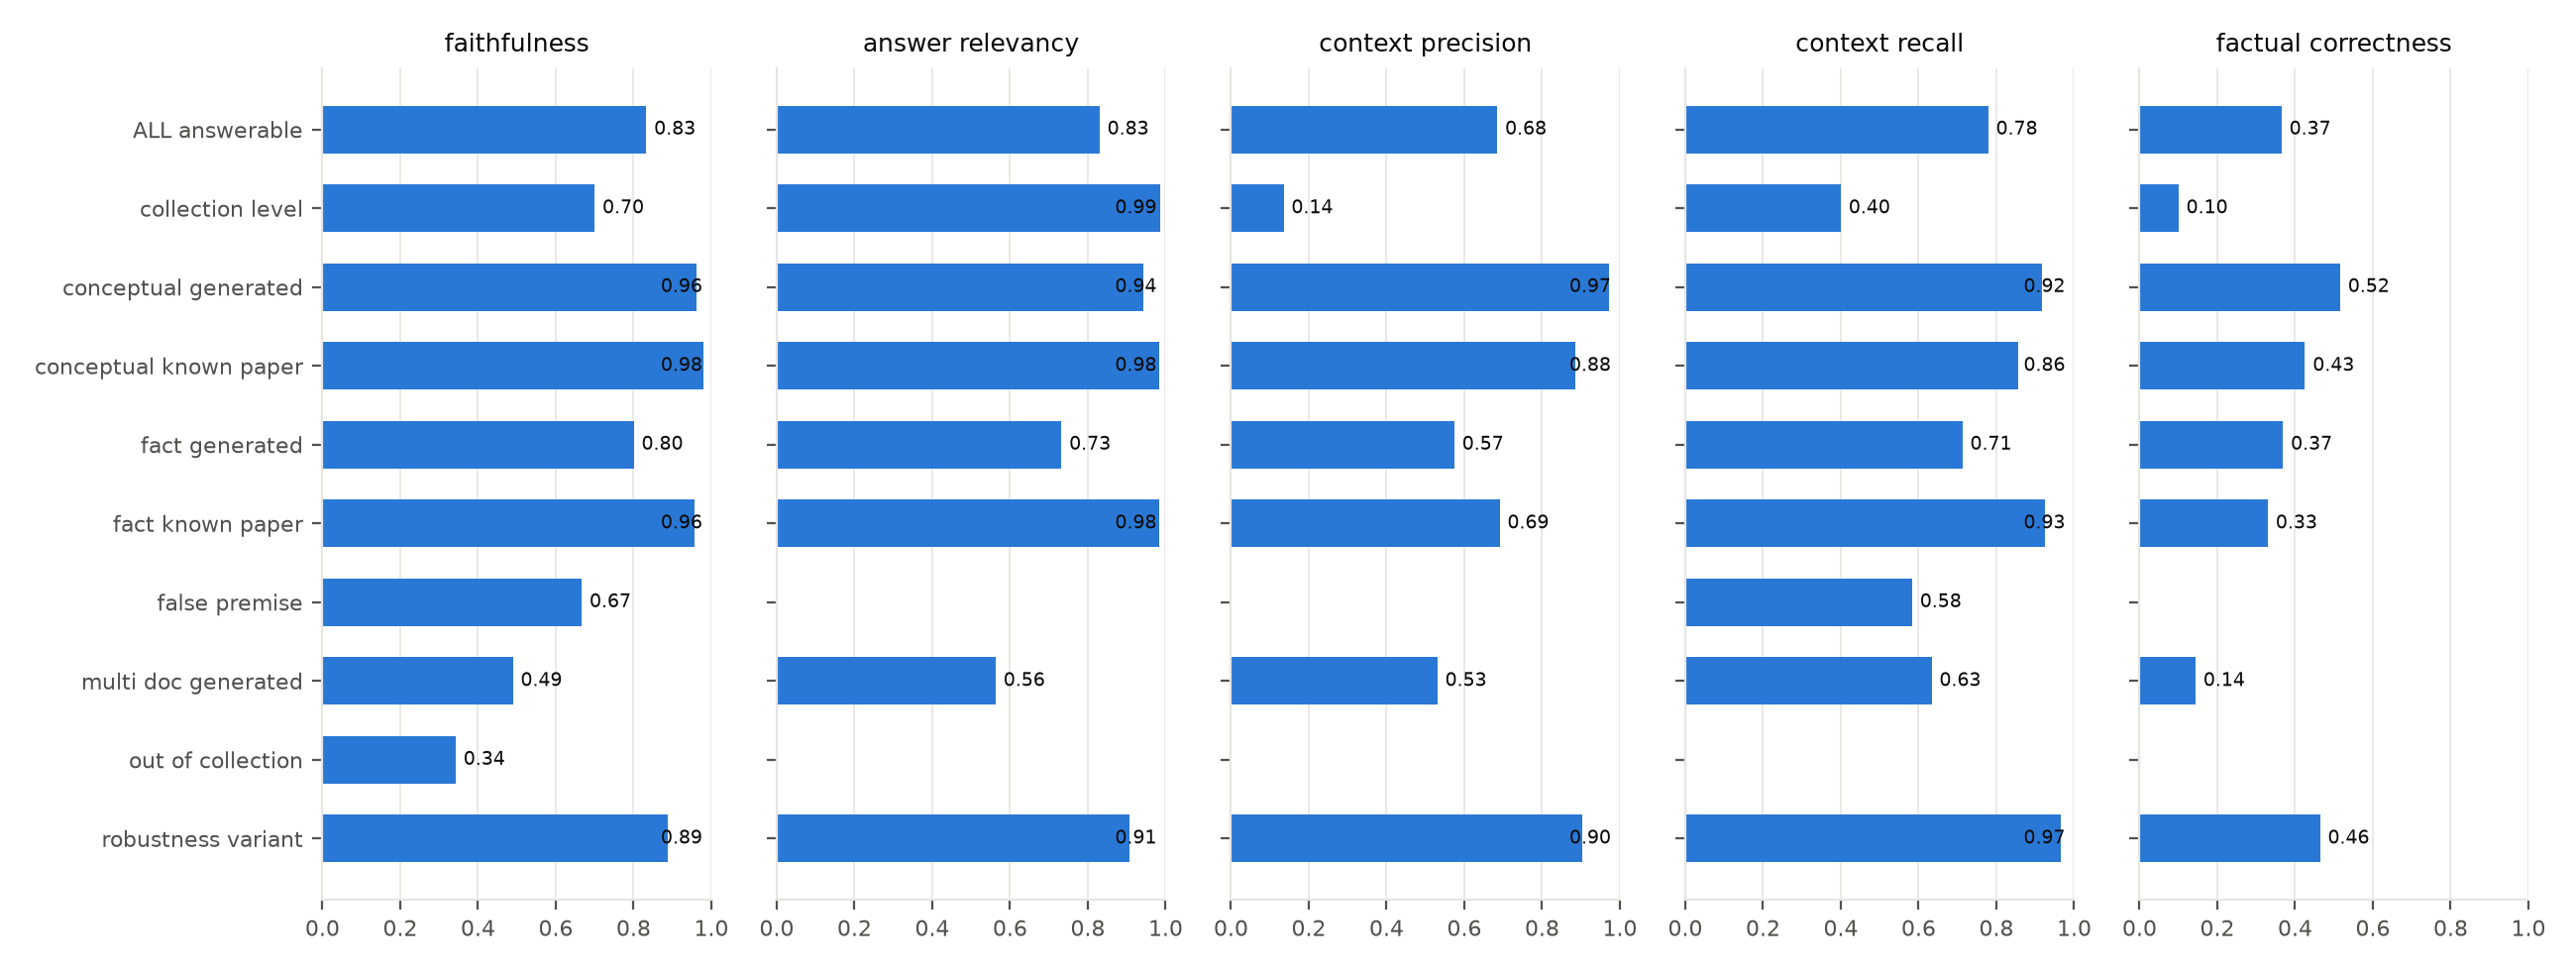 faithfulness answer relevancy context precision context recall factual correctness
ALL answerable 0.83 0.83 0.68 0.78 0.37
collection level 0.70 0.99 0.14 0.40 0.10
conceptual generated 0.96 0.94 0.97 0.92 0.52
conceptual known paper 0.98 0.98 0.88 0.86 0.43
fact generated 0.80 0.73 0.57 0.71 0.37
fact known paper 0.96 0.98 0.69 0.93 0.33
false premise 0.67 0.58
multi doc generated 0.49 0.56 0.53 0.63 0.14
out of collection 0.34
robustness variant 0.89 0.91 0.90 0.97 0.46
0.0 0.2 0.4 0.6 0.8 1.0 0.0 0.2 0.4 0.6 0.8 1.0 0.0 0.2 0.4 0.6 0.8 1.0 0.0 0.2 0.4 0.6 0.8 1.0 0.0 0.2 0.4 0.6 0.8 1.0